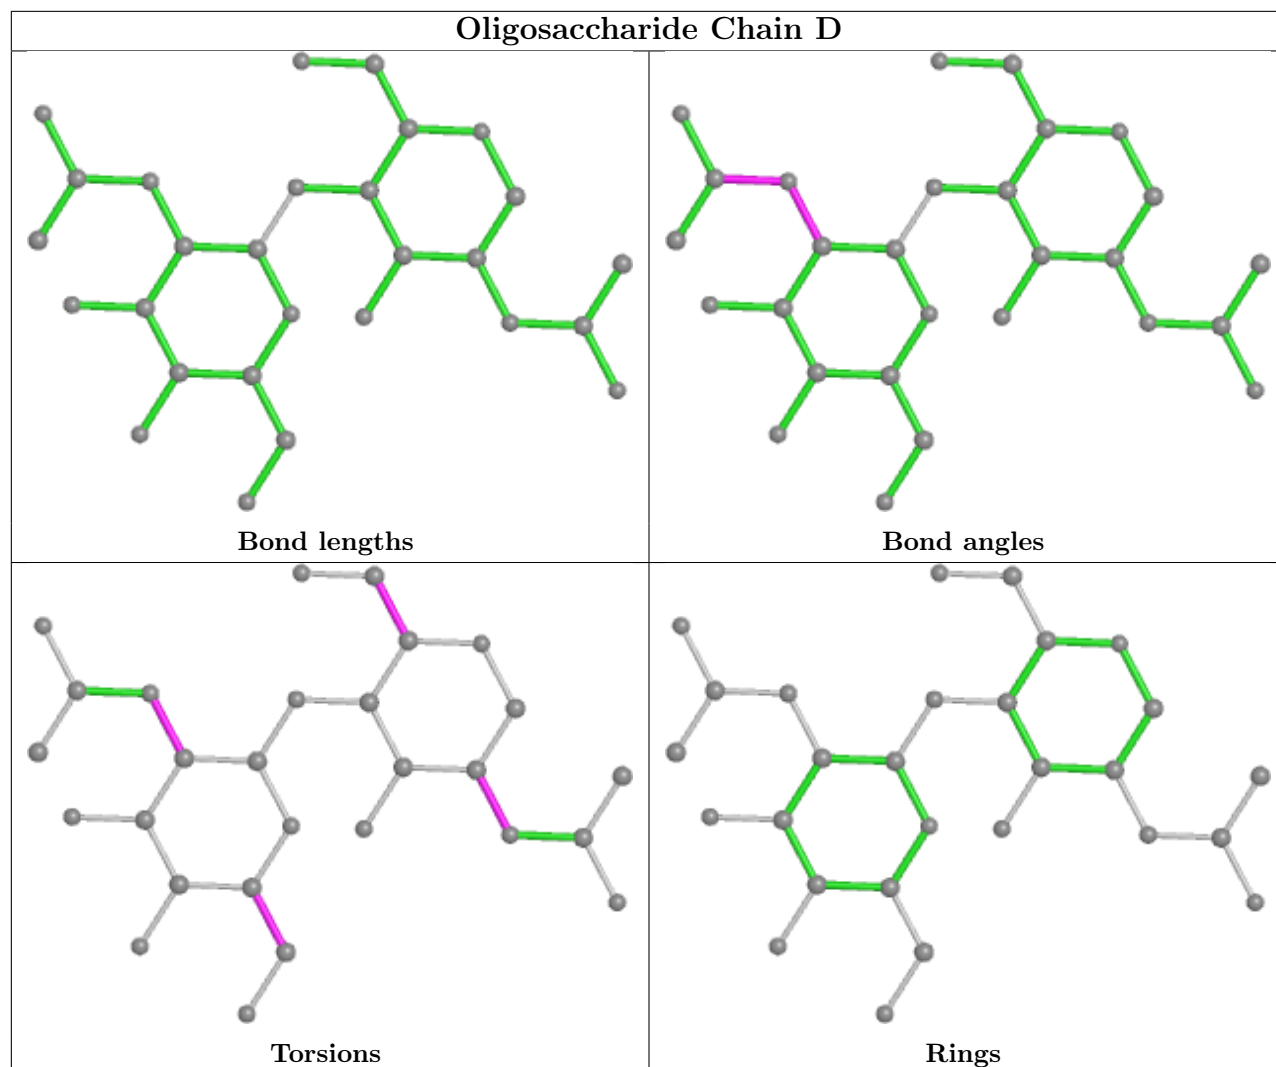 Oligosaccharide Chain D
Bond lengths
Bond angles
Torsions
Rings